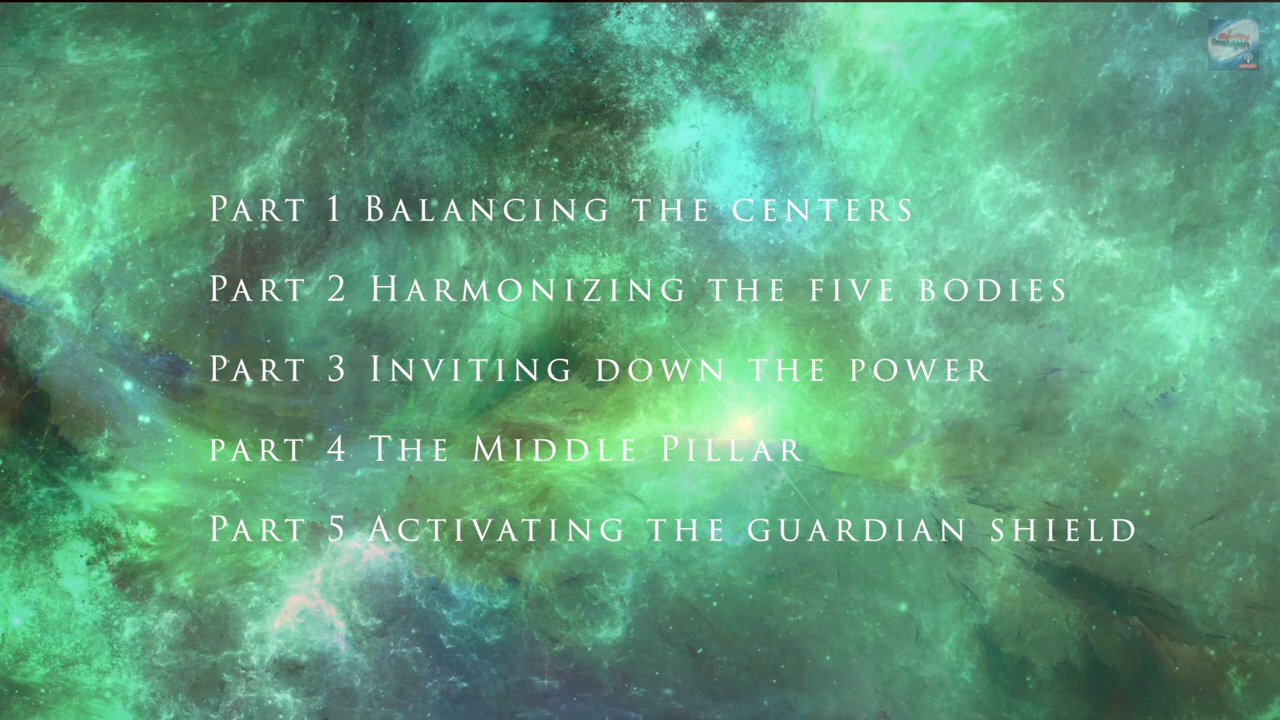 Part 1 Balancing the centers
Part 2 Harmonizing the five bodies
Part 3 Inviting down the power
part 4 The Middle Pillar
Part 5 Activating the guardian shield